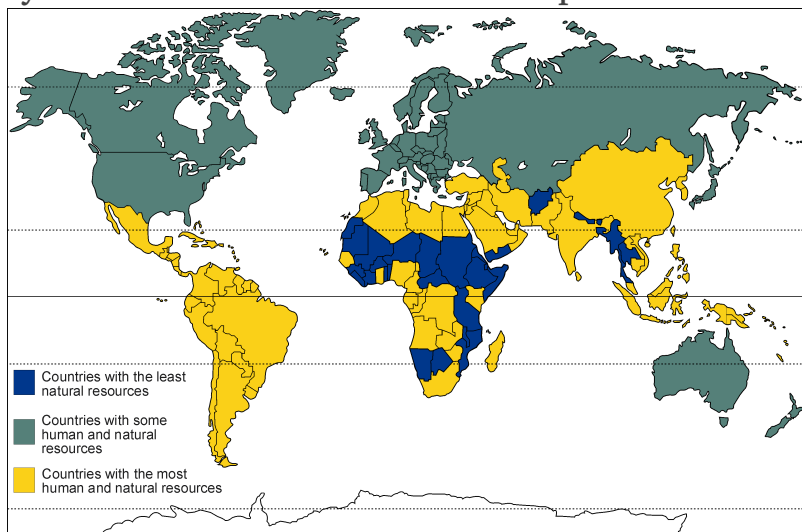 Countries with the least
natural resources
Countries with some
human and natural
resources
Countries with the most
human and natural resources